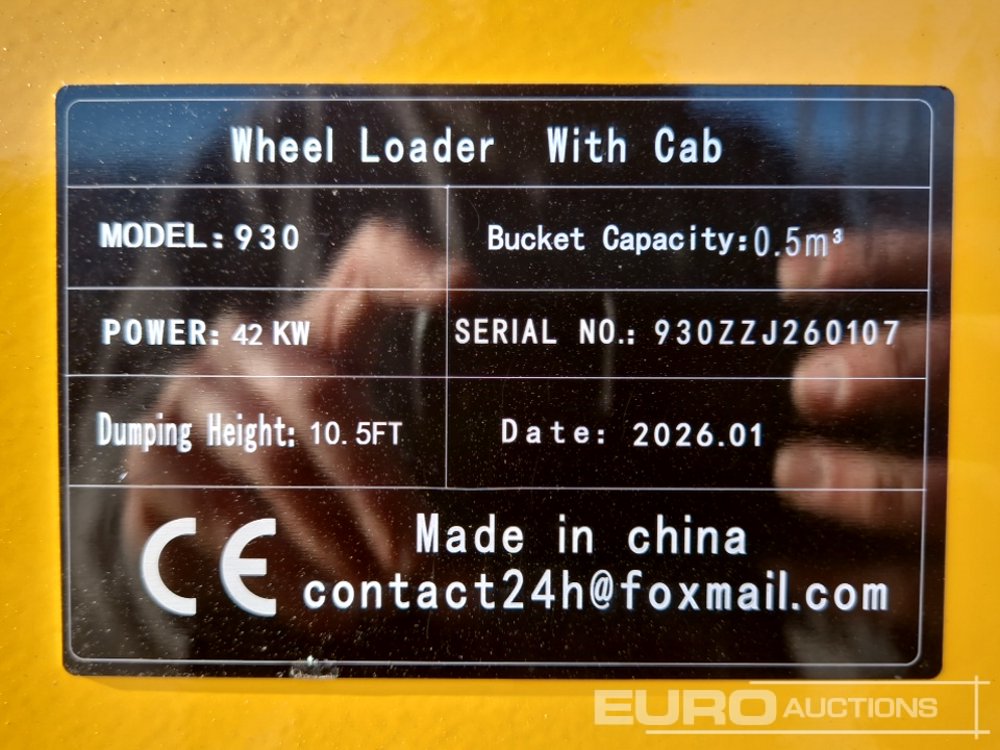 Wheel Loader With Cab
MODEL: 930
Bucket Capacity: 0.5m³
POWER: 42 KW
SERIAL NO.: 930ZZJ260107
Dumping Height: 10.5FT
Date: 2026.01
CE
Made in china
contact24h@foxmail.com
EURO AUCTIONS